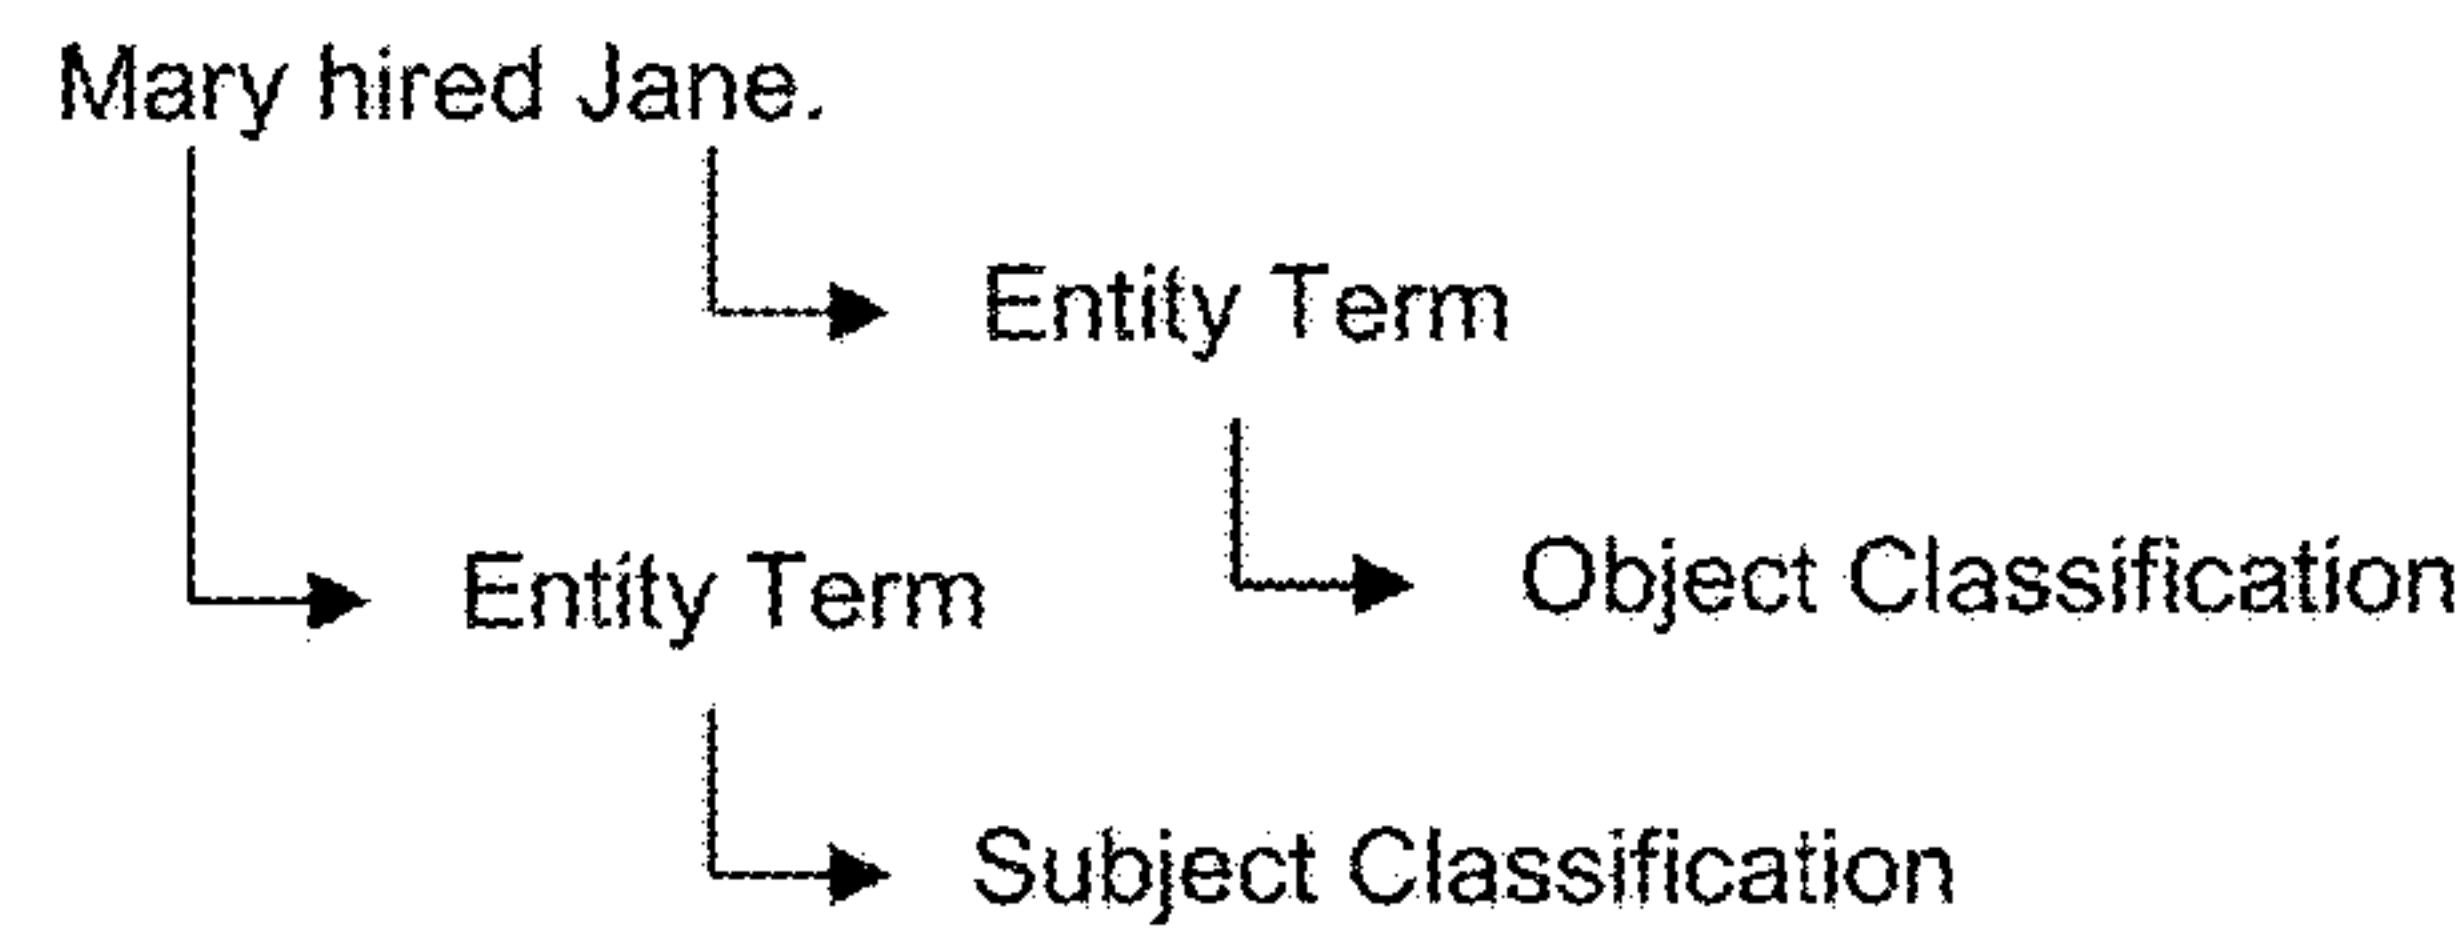 Mary hired Jane.
Entity Term
Object Classification
Entity Term
Subject Classification